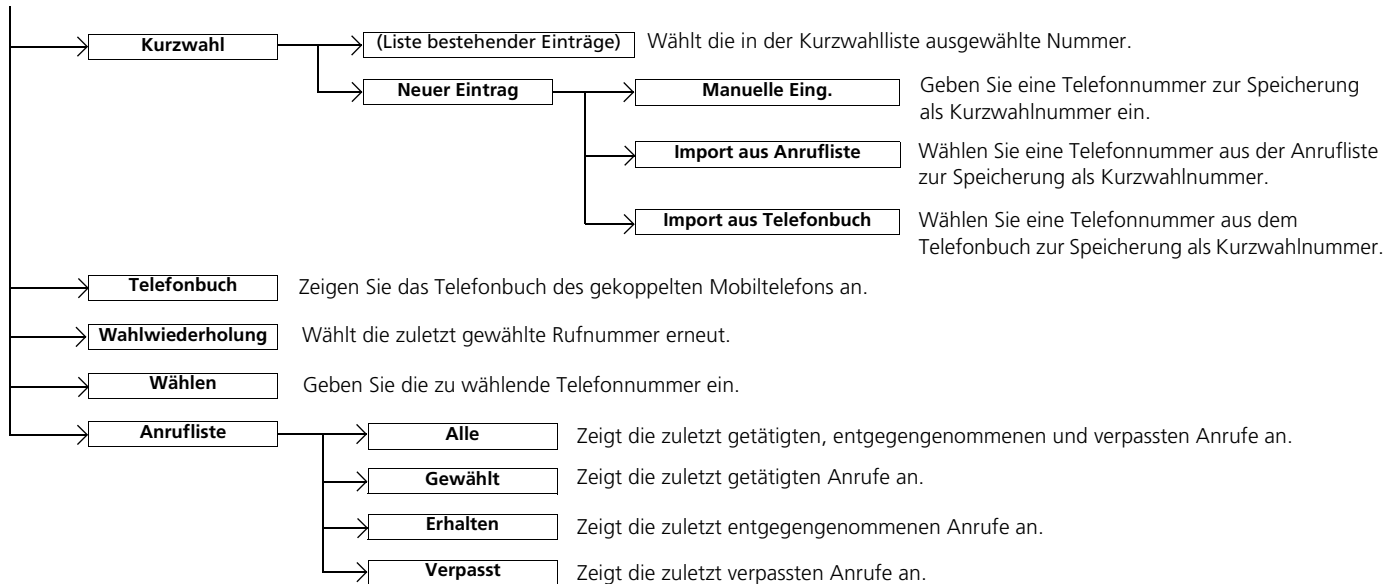 Kurzwahl
(Liste bestehender Einträge)
Wählt die in der Kurzwahlliste ausgewählte Nummer.
Neuer Eintrag
Manuelle Eing.
Geben Sie eine Telefonnummer zur Speicherung
als Kurzwahlnummer ein.
Import aus Anrufliste
Wählen Sie eine Telefonnummer aus der Anrufliste
zur Speicherung als Kurzwahlnummer.
Import aus Telefonbuch
Wählen Sie eine Telefonnummer aus dem
Telefonbuch zur Speicherung als Kurzwahlnummer.
Telefonbuch
Zeigen Sie das Telefonbuch des gekoppelten Mobiltelefons an.
Wahlwiederholung
Wählt die zuletzt gewählte Rufnummer erneut.
Wählen
Geben Sie die zu wählende Telefonnummer ein.
Anrufliste
Alle
Zeigt die zuletzt getätigten, entgegengenommenen und verpassten Anrufe an.
Gewählt
Zeigt die zuletzt getätigten Anrufe an.
Erhalten
Zeigt die zuletzt entgegengenommenen Anrufe an.
Verpasst
Zeigt die zuletzt verpassten Anrufe an.